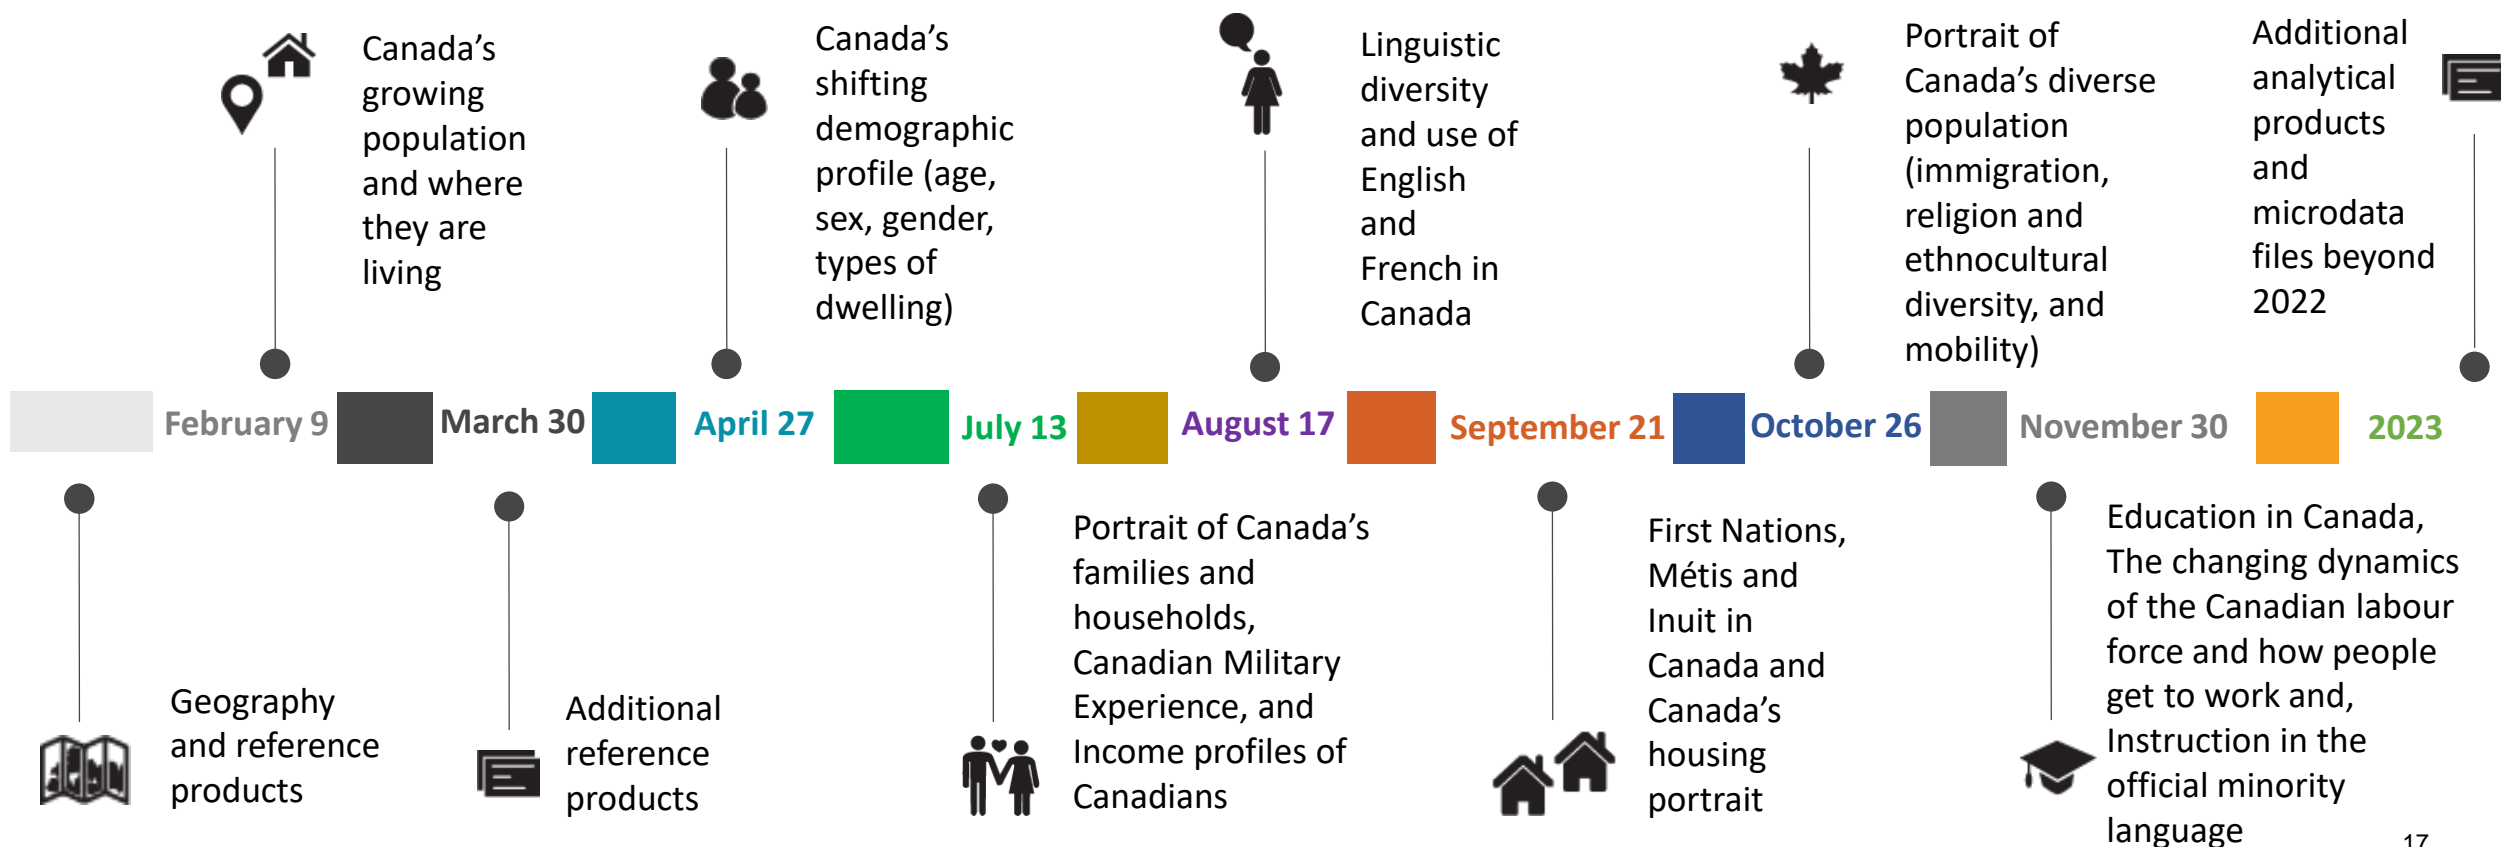 Canada's
growing
population
and where
they are
living
Canada's
shifting
demographic
profile (age,
sex, gender,
types of
dwelling)
Linguistic
diversity
and use of
English
and
French in
Canada
Portrait of
Canada's diverse
population
(immigration,
religion and
ethnocultural
diversity, and
mobility)
Additional
analytical
products
and
microdata
files beyond
2022
February 9
March 30
April 27
July 13
August 17
September 21
October 26
November 30
2023
Geography
and reference
products
Additional
reference
products
Portrait of Canada's
families and
households,
Canadian Military
Experience, and
Income profiles of
Canadians
First Nations,
Métis and
Inuit in
Canada and
Canada's
housing
portrait
Education in Canada,
The changing dynamics
of the Canadian labour
force and how people
get to work and,
Instruction in the
official minority
language
17